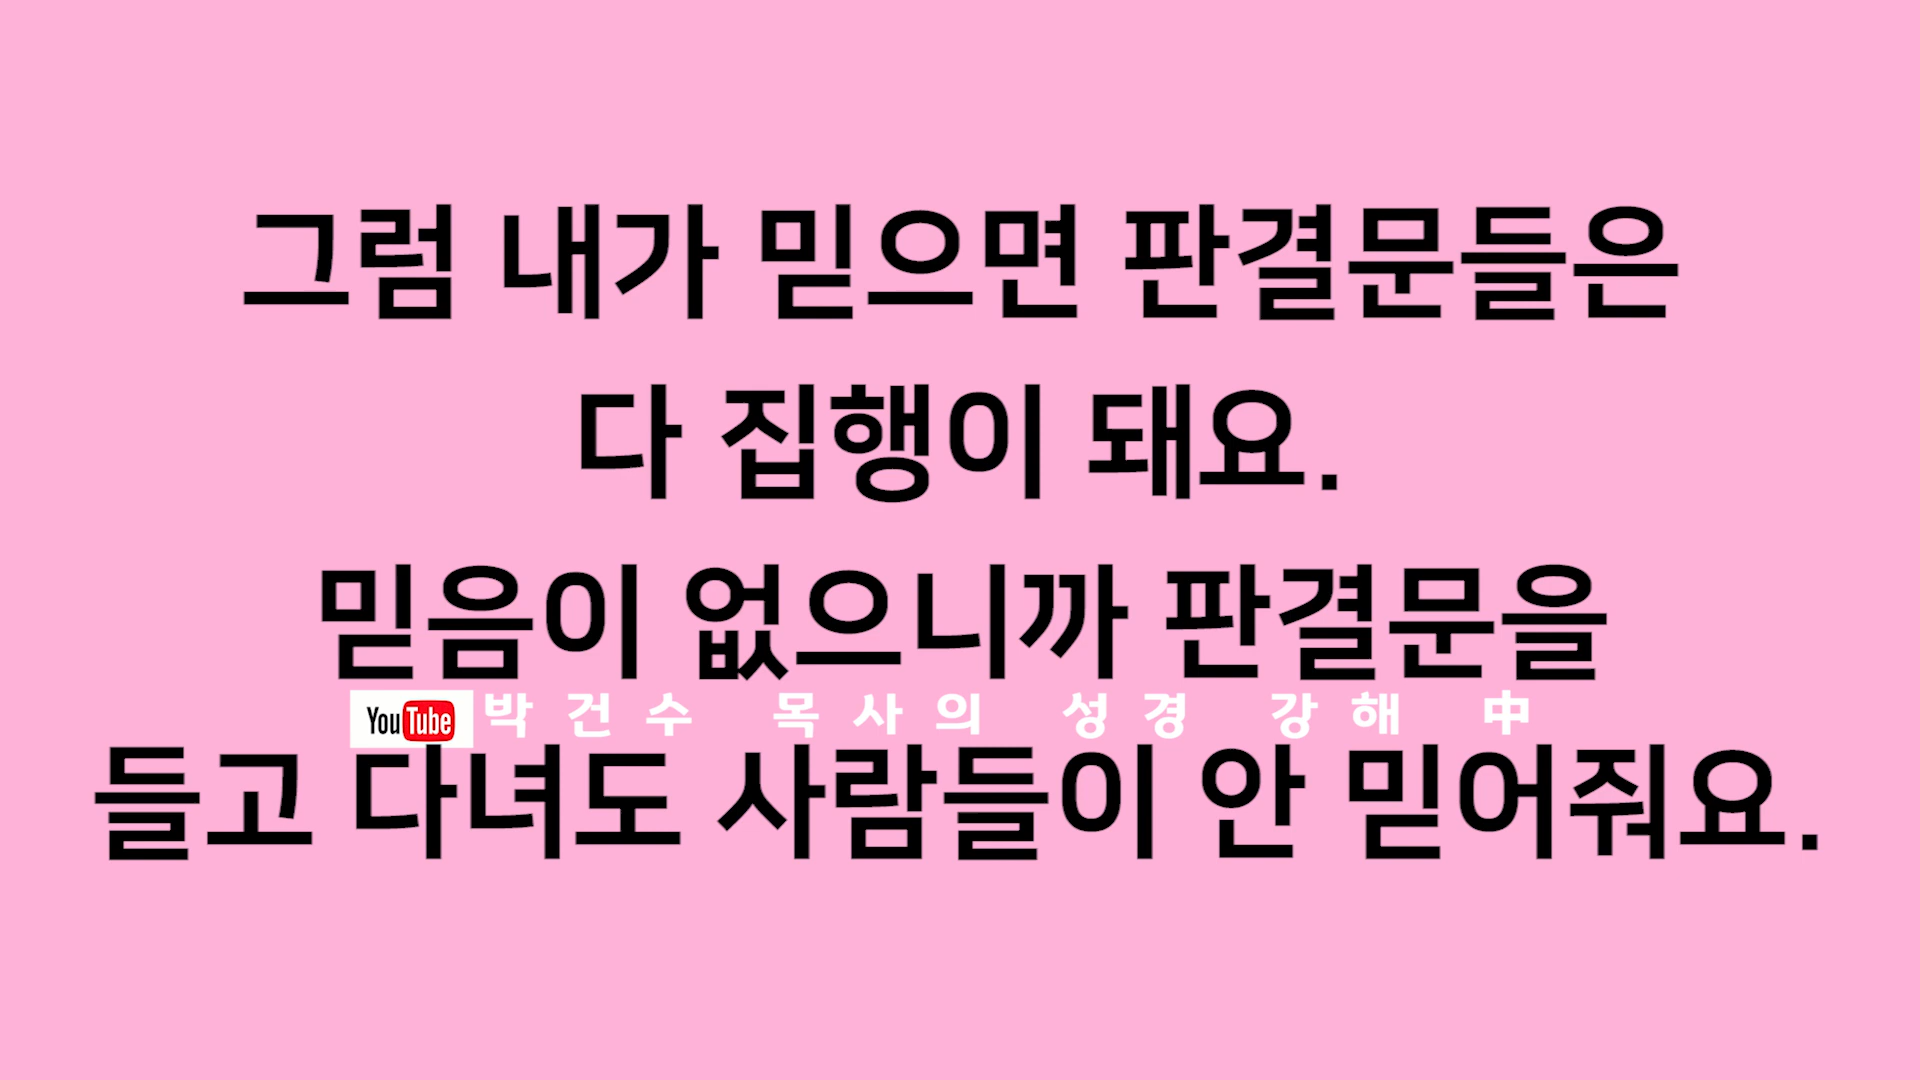 그럼 내가 믿으면 판결문들은
다 집행이 돼요.
믿음이 없으니까 판결문을
YouTube 박건수 목사의 성경 강해 中
들고 다녀도 사람들이 안 믿어줘요.